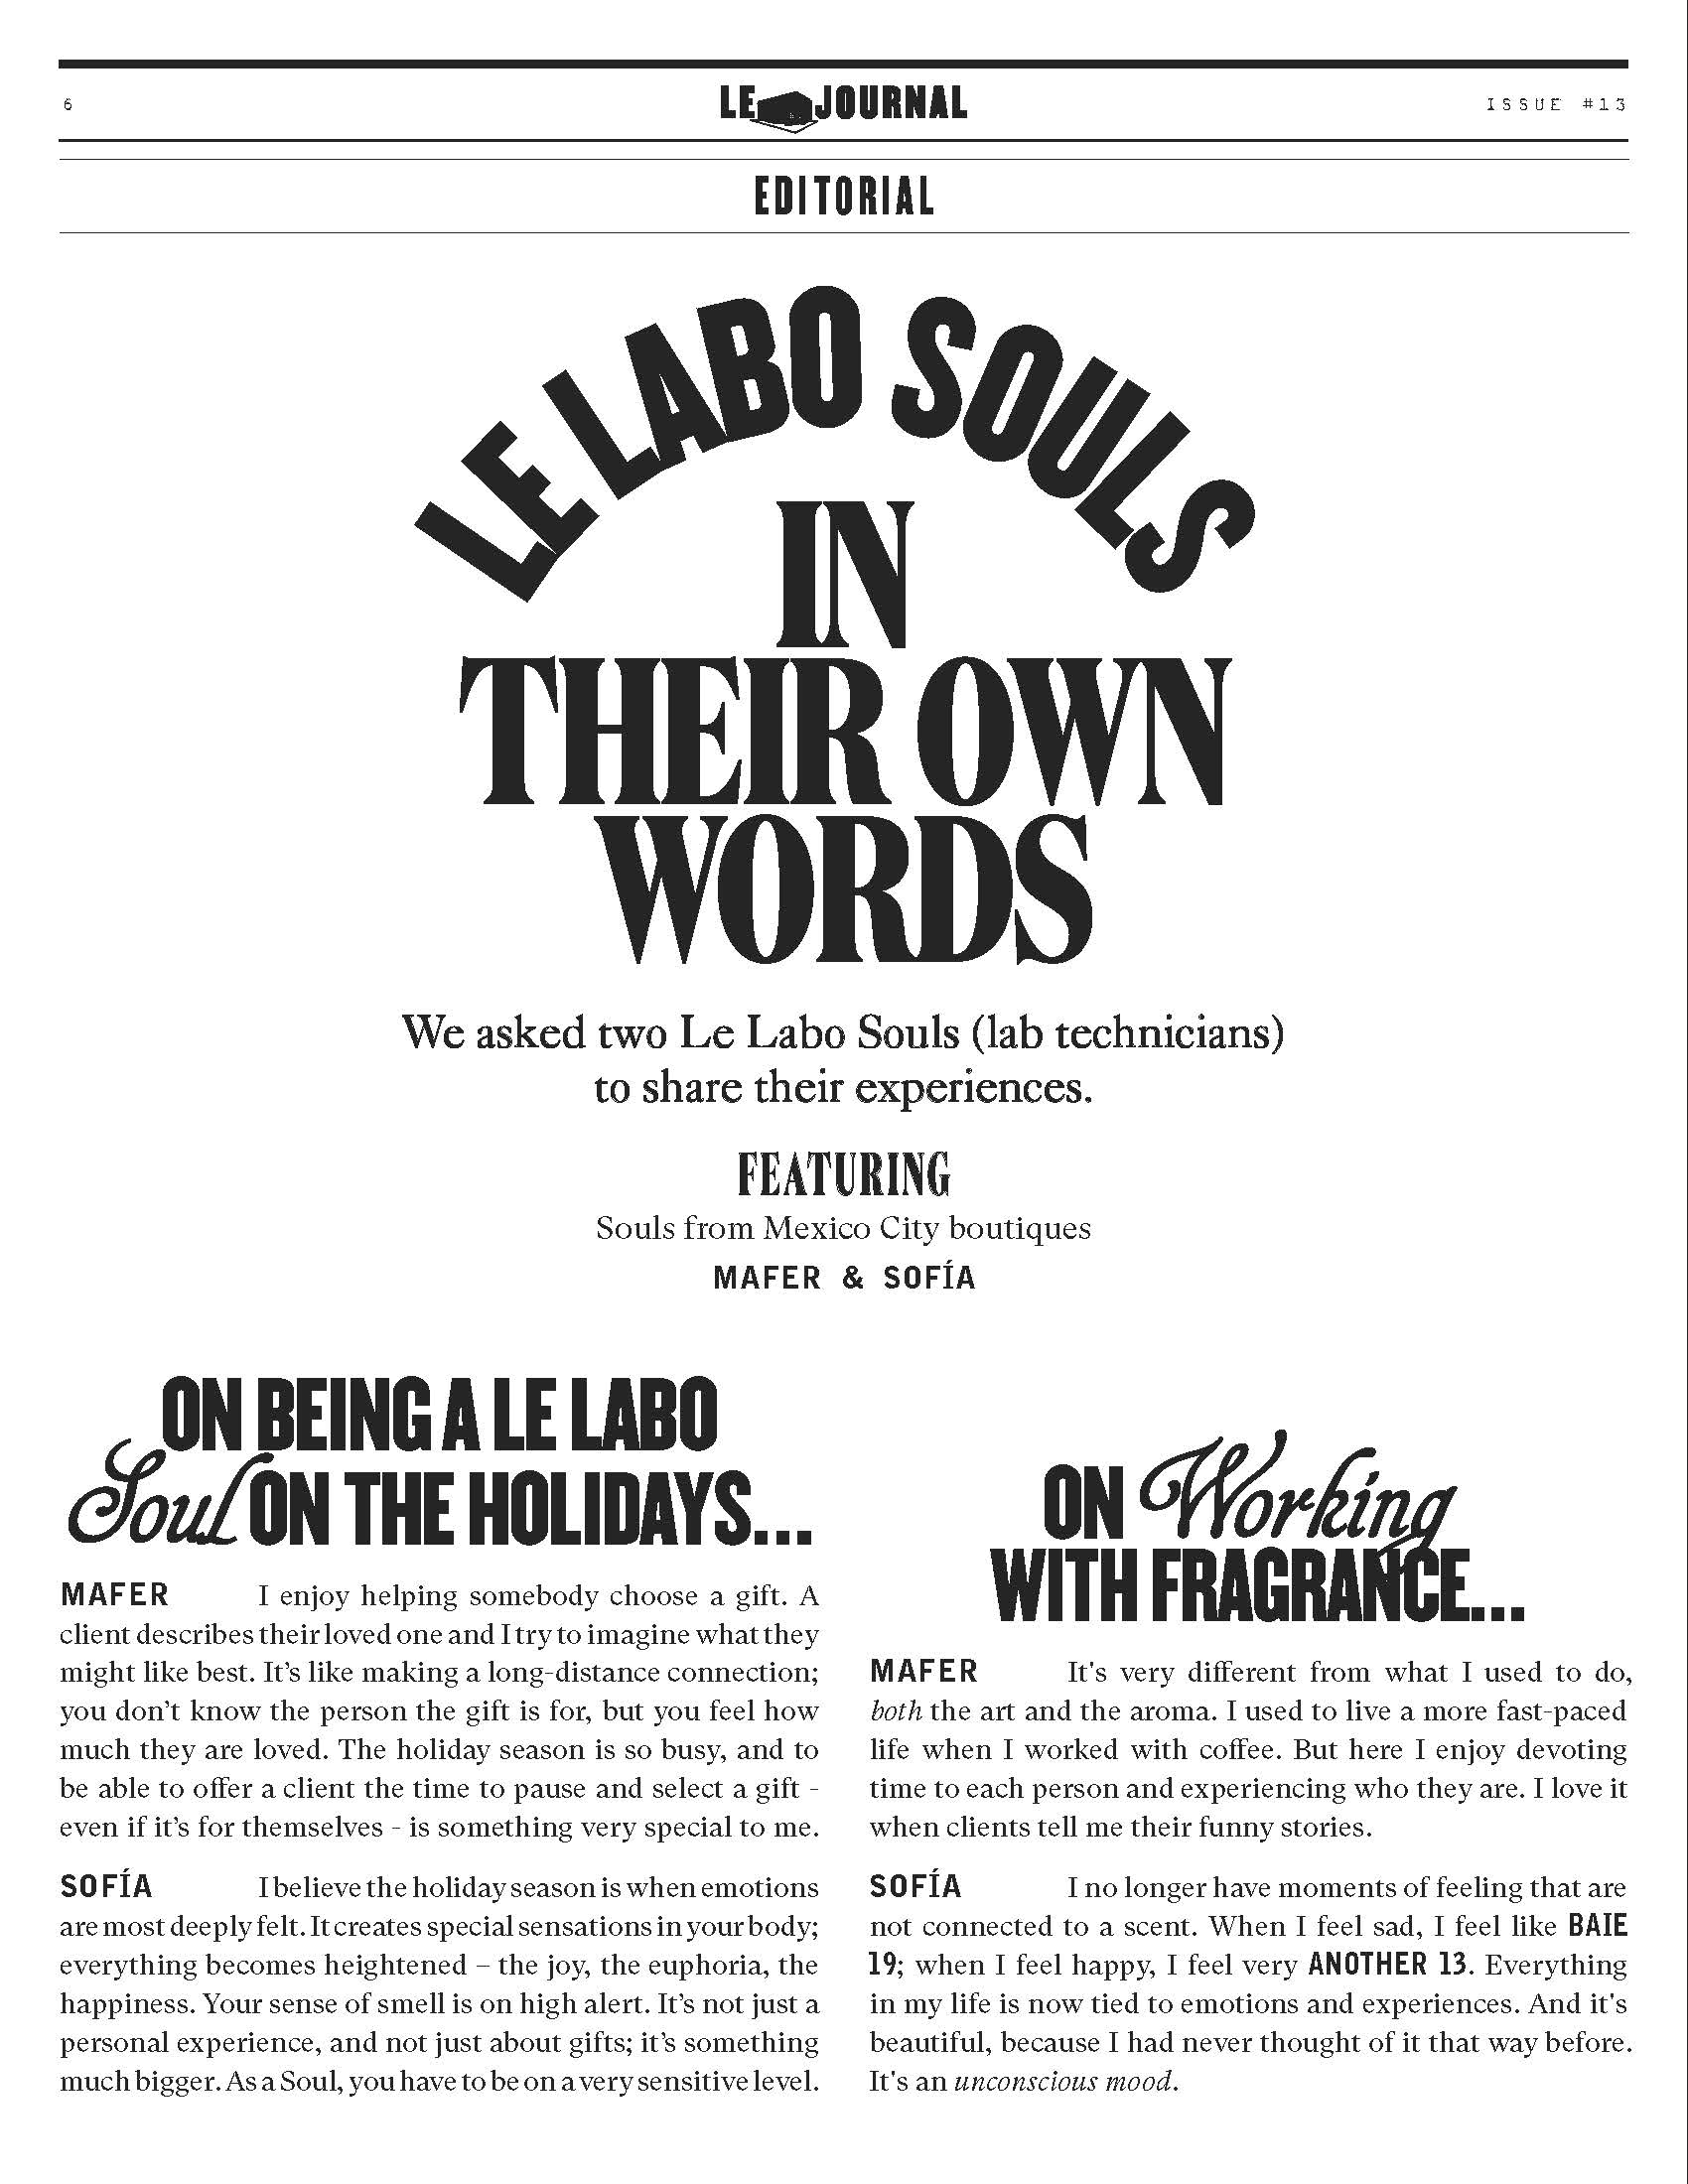 6
LE JOURNAL
ISSUE #13
EDITORIAL
LE LABO SOULS
IN
THEIR OWN
WORDS
We asked two Le Labo Souls (lab technicians)
to share their experiences.
FEATURING
Souls from Mexico City boutiques
MAFER & SOFÍA
ON BEING A LE LABO
Soul ON THE HOLIDAYS...
MAFER I enjoy helping somebody choose a gift. A
client describes their loved one and I try to imagine what they
might like best. It’s like making a long-distance connection;
you don’t know the person the gift is for, but you feel how
much they are loved. The holiday season is so busy, and to
be able to offer a client the time to pause and select a gift -
even if it’s for themselves - is something very special to me.
SOFÍA I believe the holiday season is when emotions
are most deeply felt. It creates special sensations in your body;
everything becomes heightened – the joy, the euphoria, the
happiness. Your sense of smell is on high alert. It’s not just a
personal experience, and not just about gifts; it’s something
much bigger. As a Soul, you have to be on a very sensitive level.
ON Working
WITH FRAGRANCE...
MAFER It's very different from what I used to do,
both the art and the aroma. I used to live a more fast-paced
life when I worked with coffee. But here I enjoy devoting
time to each person and experiencing who they are. I love it
when clients tell me their funny stories.
SOFÍA I no longer have moments of feeling that are
not connected to a scent. When I feel sad, I feel like BAIE
19; when I feel happy, I feel very ANOTHER 13. Everything
in my life is now tied to emotions and experiences. And it's
beautiful, because I had never thought of it that way before.
It's an unconscious mood.